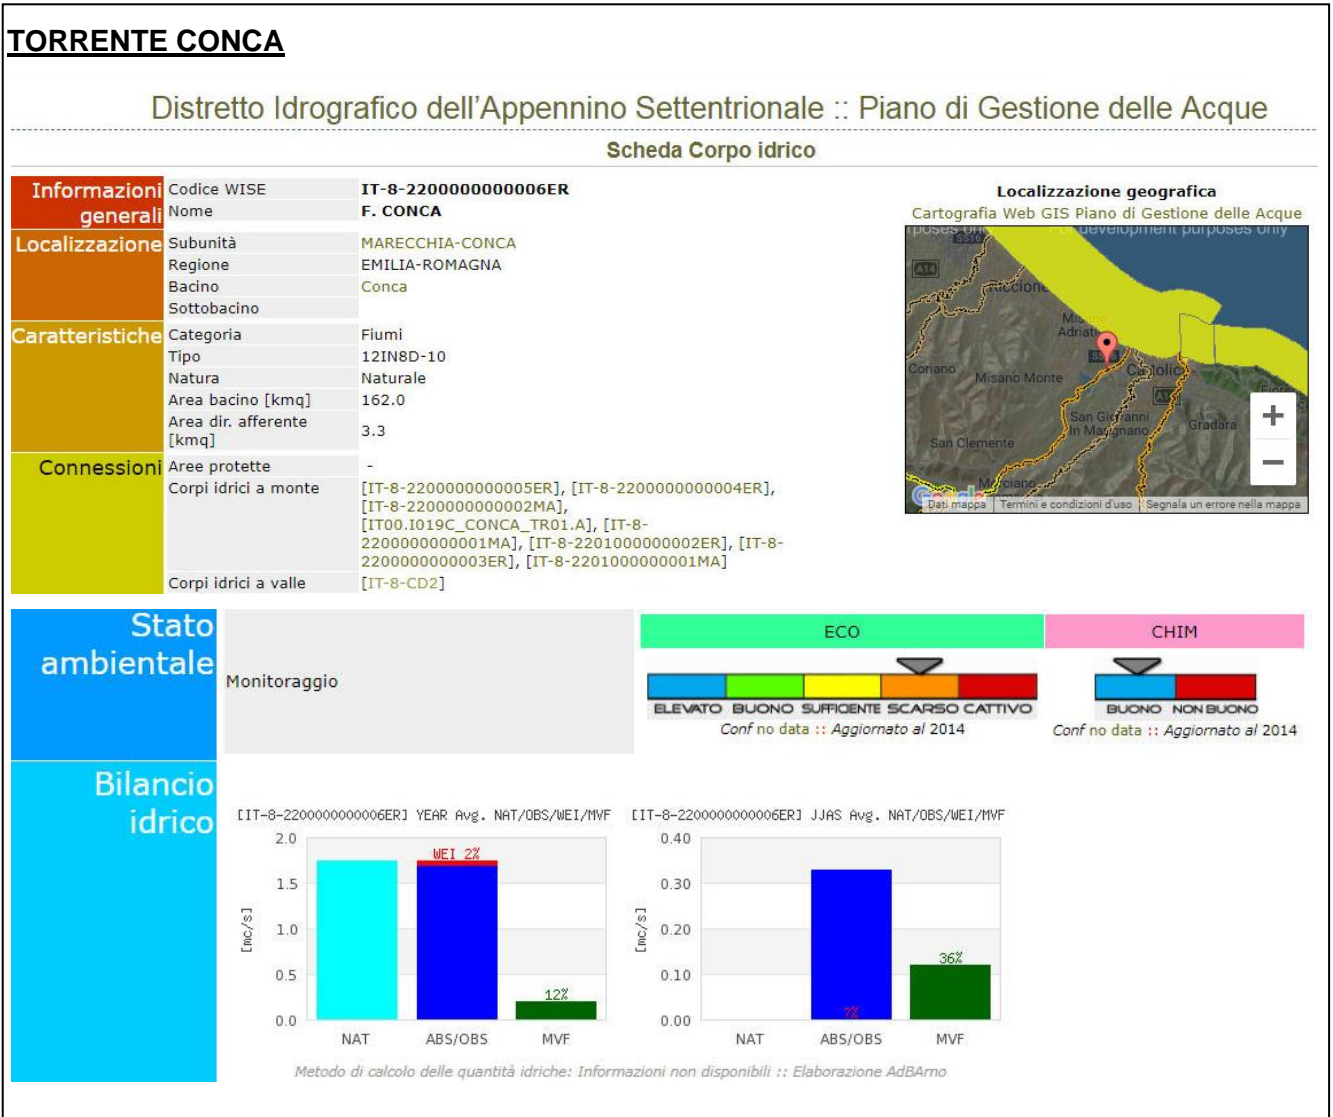 TORRENTE CONCA
Distretto Idrografico dell'Appennino Settentrionale :: Piano di Gestione delle Acque
Scheda Corpo idrico
Informazioni generali
Codice WISE IT-8-2200000000006ER
Nome F. CONCA
Localizzazione
Subunità MARECCHIA-CONCA
Regione EMILIA-ROMAGNA
Bacino Conca
Sottobacino
Caratteristiche
Categoria Fiumi
Tipo 12IN8D-10
Natura Naturale
Area bacino [kmq] 162.0
Area dir. afferente
[kmq] 3.3
Connessioni
Aree protette -
Corpi idrici a monte [IT-8-2200000000005ER], [IT-8-2200000000004ER],
[IT-8-2200000000002MA],
[IT00.I019C_CONCA_TR01.A], [IT-8-
2200000000001MA], [IT-8-2201000000002ER], [IT-8-
2200000000003ER], [IT-8-2201000000001MA]
Corpi idrici a valle [IT-8-CD2]
Localizzazione geografica
Cartografia Web GIS Piano di Gestione delle Acque
For development purposes only
SS16
A14
Riccione
Coriano
Misano Monte
San Giovanni
In Marignano
Gradara
San Clemente
+
−
Google
Dati mappa Termini e condizioni d'uso Segnala un errore nella mappa
Stato
ambientale
Monitoraggio
ECO
ELEVATO BUONO SUFFICIENTE SCARSO CATTIVO
Conf no data :: Aggiornato al 2014
CHIM
BUONO NON BUONO
Conf no data :: Aggiornato al 2014
Bilancio
idrico
[IT-8-2200000000006ER] YEAR Avg. NAT/OBS/WEI/MVF
2.0
1.5
1.0
0.5
0.0
[mc/s]
WEI 2%
12%
NAT ABS/OBS MVF
[IT-8-2200000000006ER] JJAS Avg. NAT/OBS/WEI/MVF
0.40
0.30
0.20
0.10
0.00
[mc/s]
?%
36%
NAT ABS/OBS MVF
Metodo di calcolo delle quantità idriche: Informazioni non disponibili :: Elaborazione AdBArno